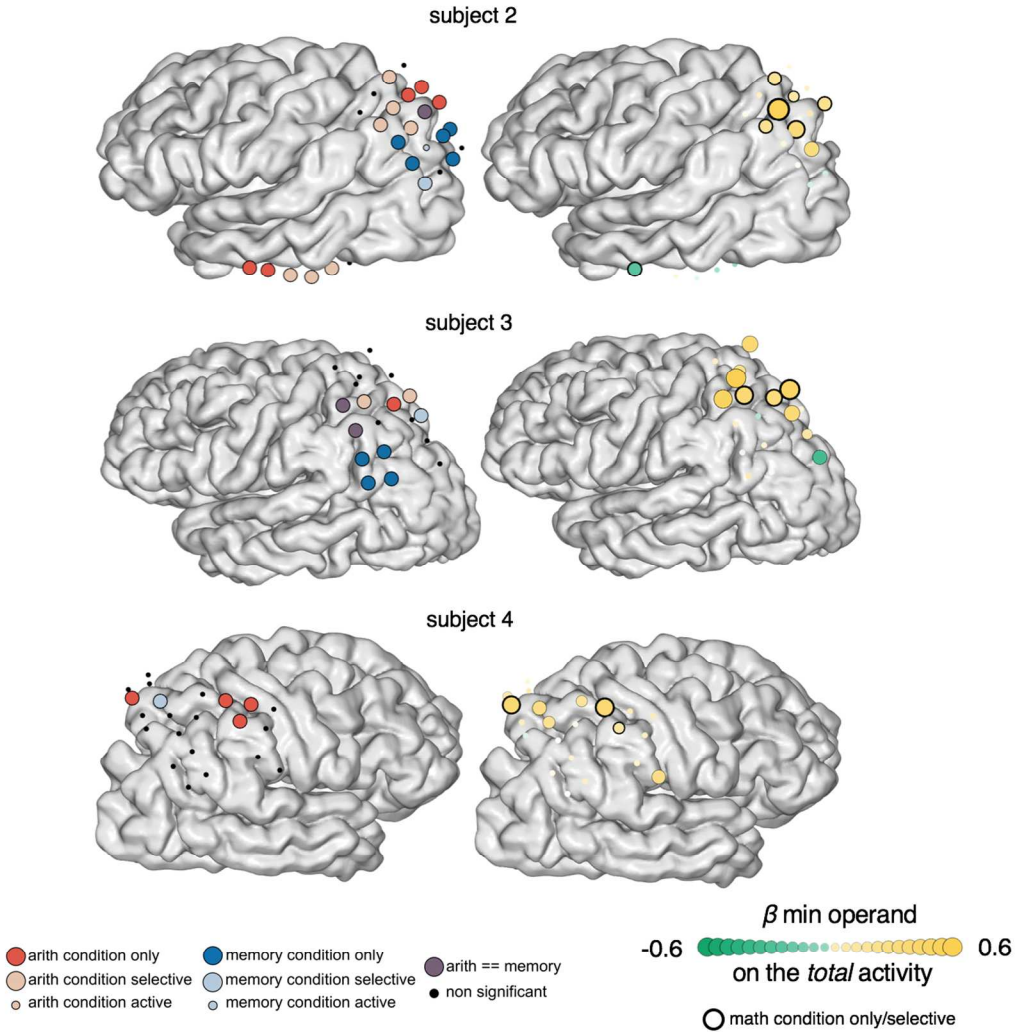 subject 2
subject 3
subject 4
β min operand
-0.6 0.6
on the total activity
arith condition only
memory condition only
arith == memory
arith condition selective
memory condition selective
non significant
arith condition active
memory condition active
math condition only/selective